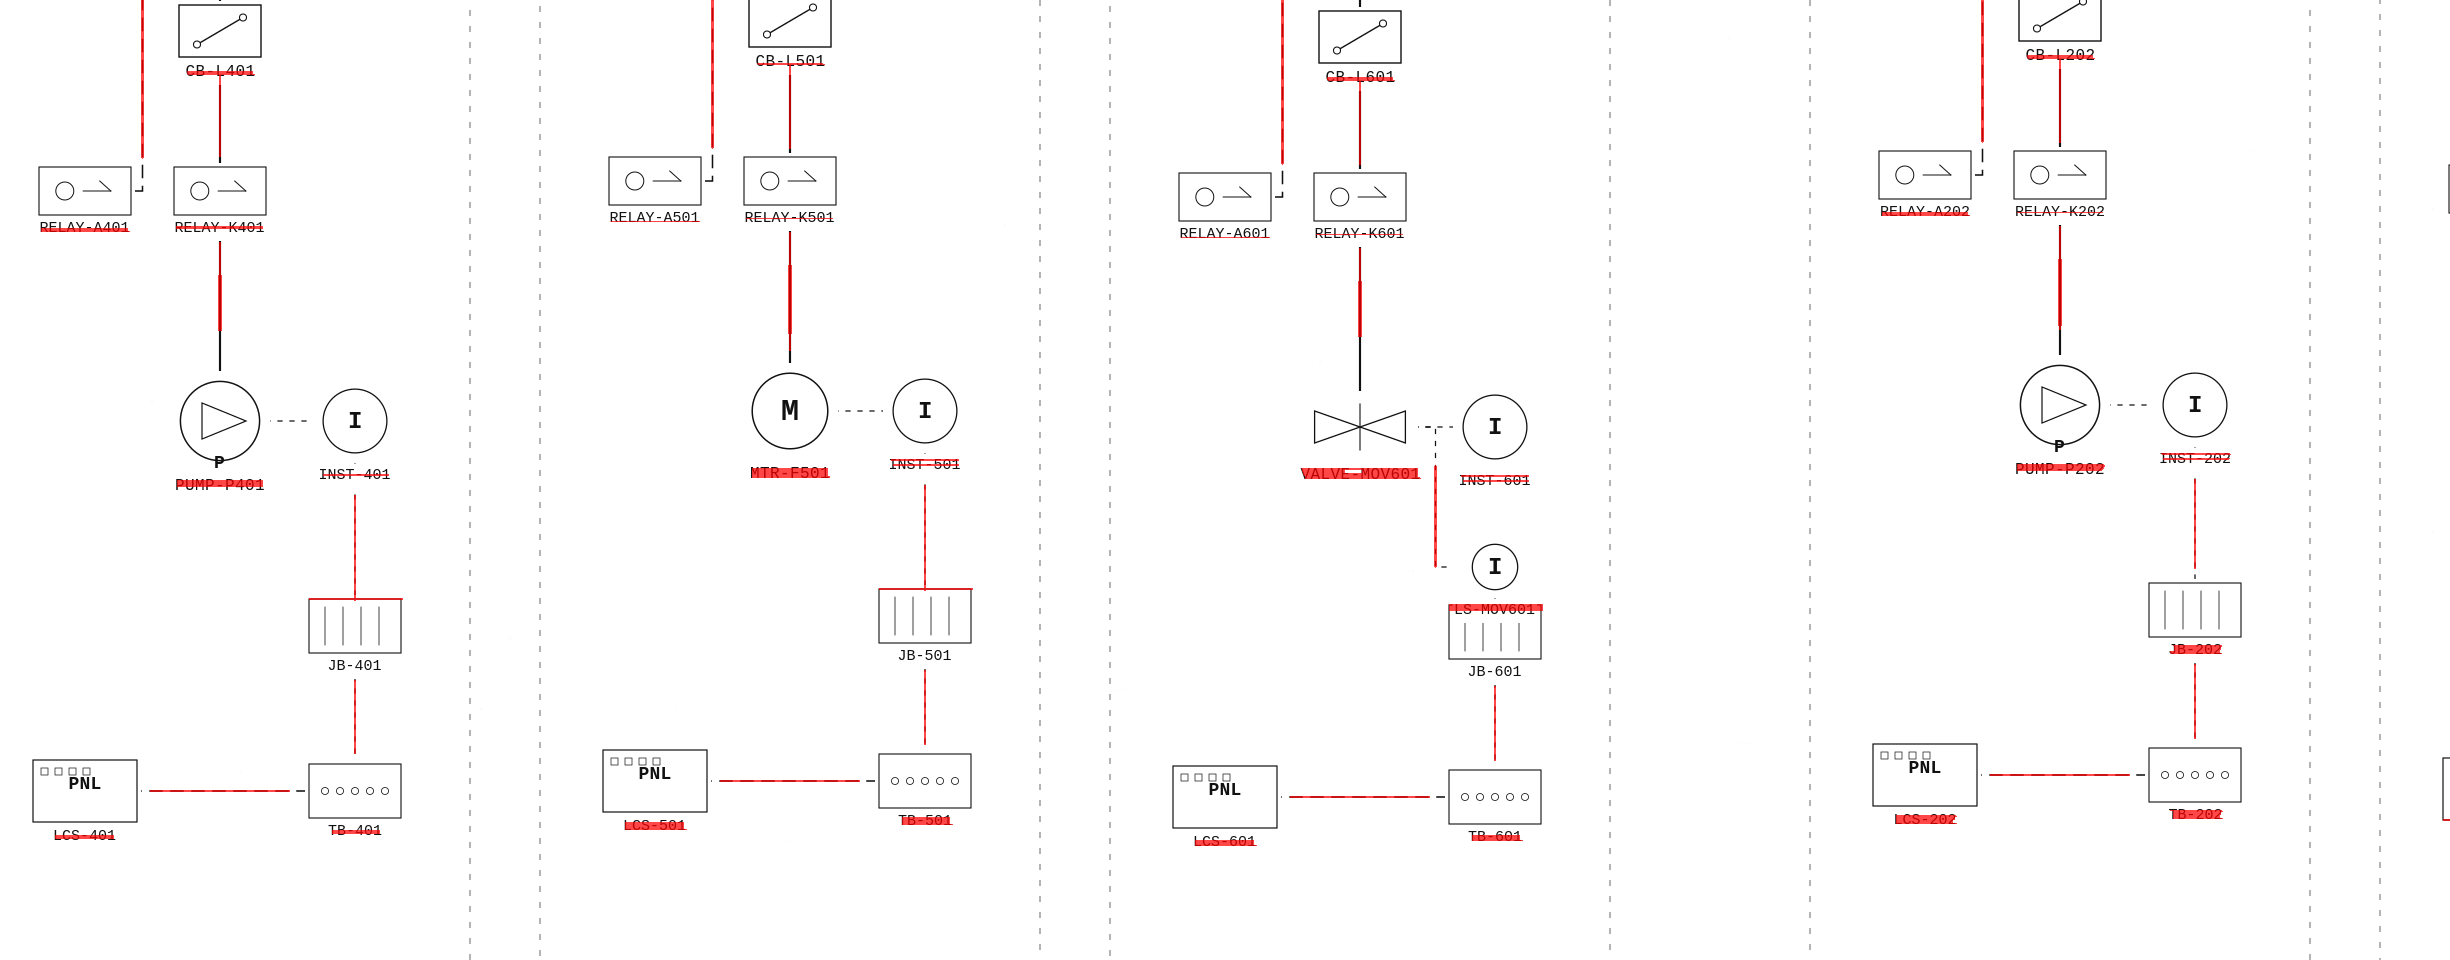 CB-L401
RELAY-A401
RELAY-K401
P
PUMP-P401
I
INST-401
JB-401
PNL
LCS-401
TB-401
CB-L501
RELAY-A501
RELAY-K501
M
MTR-F501
I
INST-501
JB-501
PNL
LCS-501
TB-501
CB-L601
RELAY-A601
RELAY-K601
VALVE-MOV601
I
INST-601
I
LS-MOV601
JB-601
PNL
LCS-601
TB-601
CB-L202
RELAY-A202
RELAY-K202
P
PUMP-P202
I
INST-202
JB-202
PNL
LCS-202
TB-202